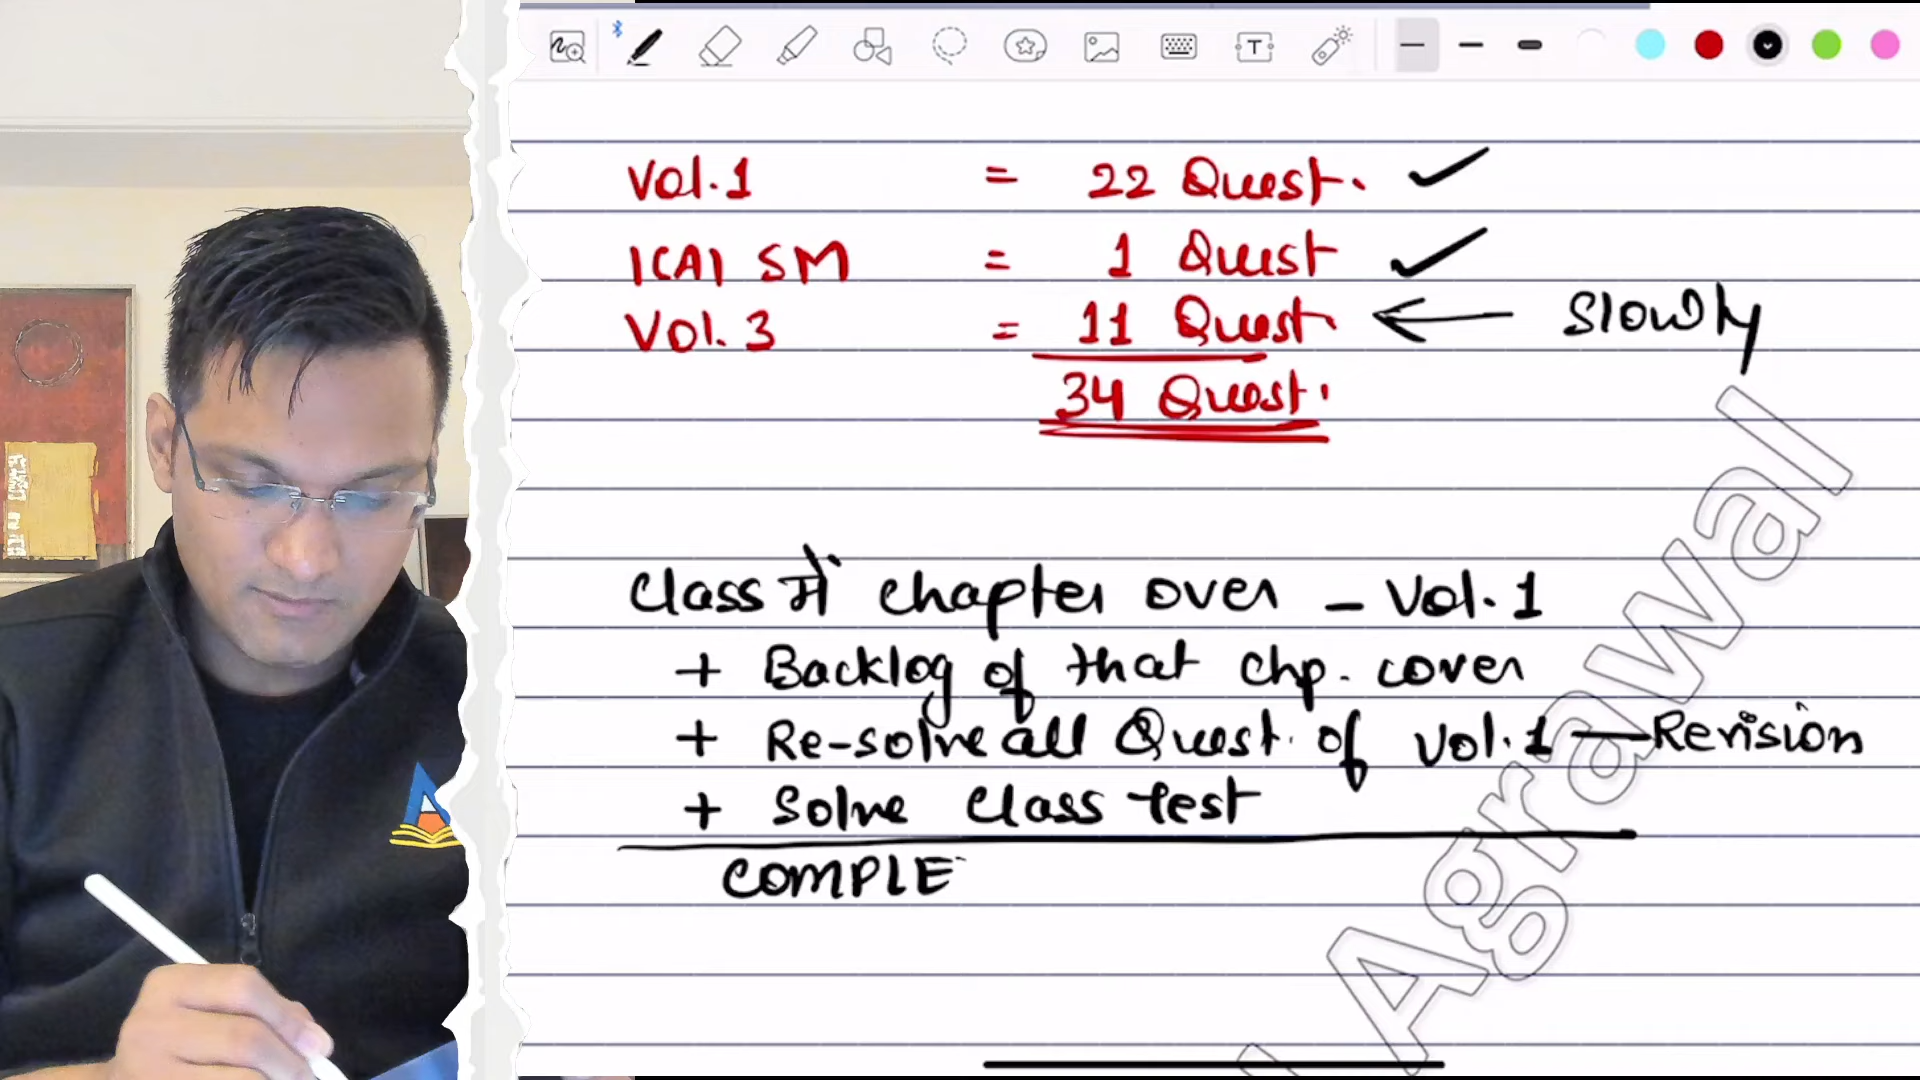 Vol. 1 = 22 Quest. ✓
ICAI SM = 1 Quest ✓
Vol. 3 = 11 Quest. ← Slowly
34 Quest.
Class में chapter over – Vol. 1
+ Backlog of that chp. cover
+ Re-solve all Quest. of Vol. 1 — Revision
+ Solve Class test
COMPLE
Agrawal
T